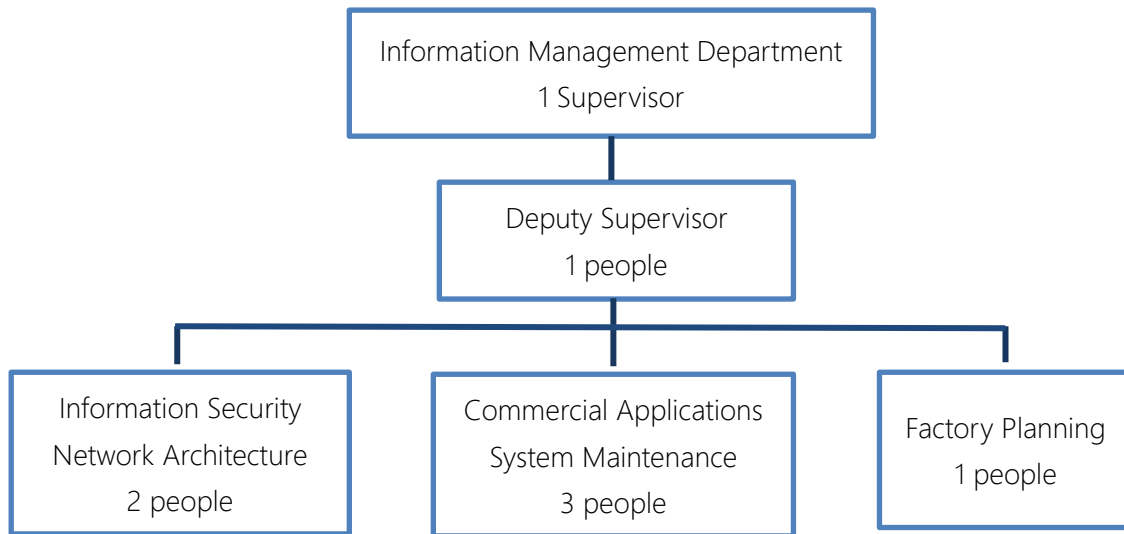 Information Management Department
1 Supervisor
Deputy Supervisor
1 people
Information Security
Network Architecture
2 people
Commercial Applications
System Maintenance
3 people
Factory Planning
1 people